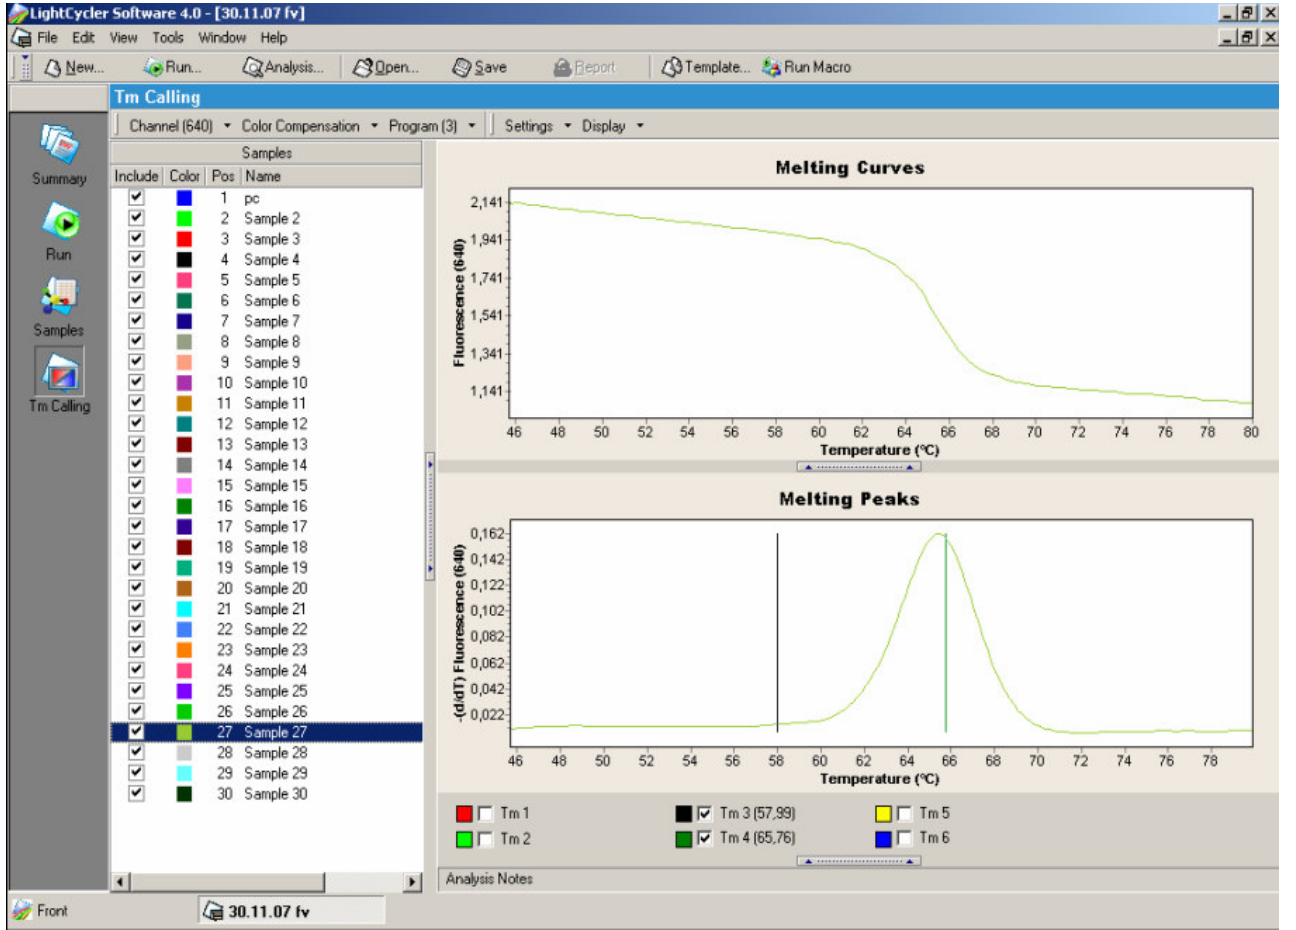 LightCycler Software 4.0 - [30.11.07 fv]
File Edit View Tools Window Help
New... Run... Analysis... Open... Save Report Template... Run Macro
Tm Calling
Channel (640) Color Compensation Program (3) Settings Display
Summary
Run
Samples
Tm Calling
Samples
Include Color Pos Name
1 pc
2 Sample 2
3 Sample 3
4 Sample 4
5 Sample 5
6 Sample 6
7 Sample 7
8 Sample 8
9 Sample 9
10 Sample 10
11 Sample 11
12 Sample 12
13 Sample 13
14 Sample 14
15 Sample 15
16 Sample 16
17 Sample 17
18 Sample 18
19 Sample 19
20 Sample 20
21 Sample 21
22 Sample 22
23 Sample 23
24 Sample 24
25 Sample 25
26 Sample 26
27 Sample 27
28 Sample 28
29 Sample 29
30 Sample 30
Melting Curves
Fluorescence (640)
2,141
1,941
1,741
1,541
1,341
1,141
46 48 50 52 54 56 58 60 62 64 66 68 70 72 74 76 78 80
Temperature (°C)
Melting Peaks
-(d/dT) Fluorescence (640)
0,162
0,142
0,122
0,102
0,082
0,062
0,042
0,022
46 48 50 52 54 56 58 60 62 64 66 68 70 72 74 76 78
Temperature (°C)
Tm 1 Tm 3 (57,99) Tm 5
Tm 2 Tm 4 (65,76) Tm 6
Analysis Notes
Front 30.11.07 fv